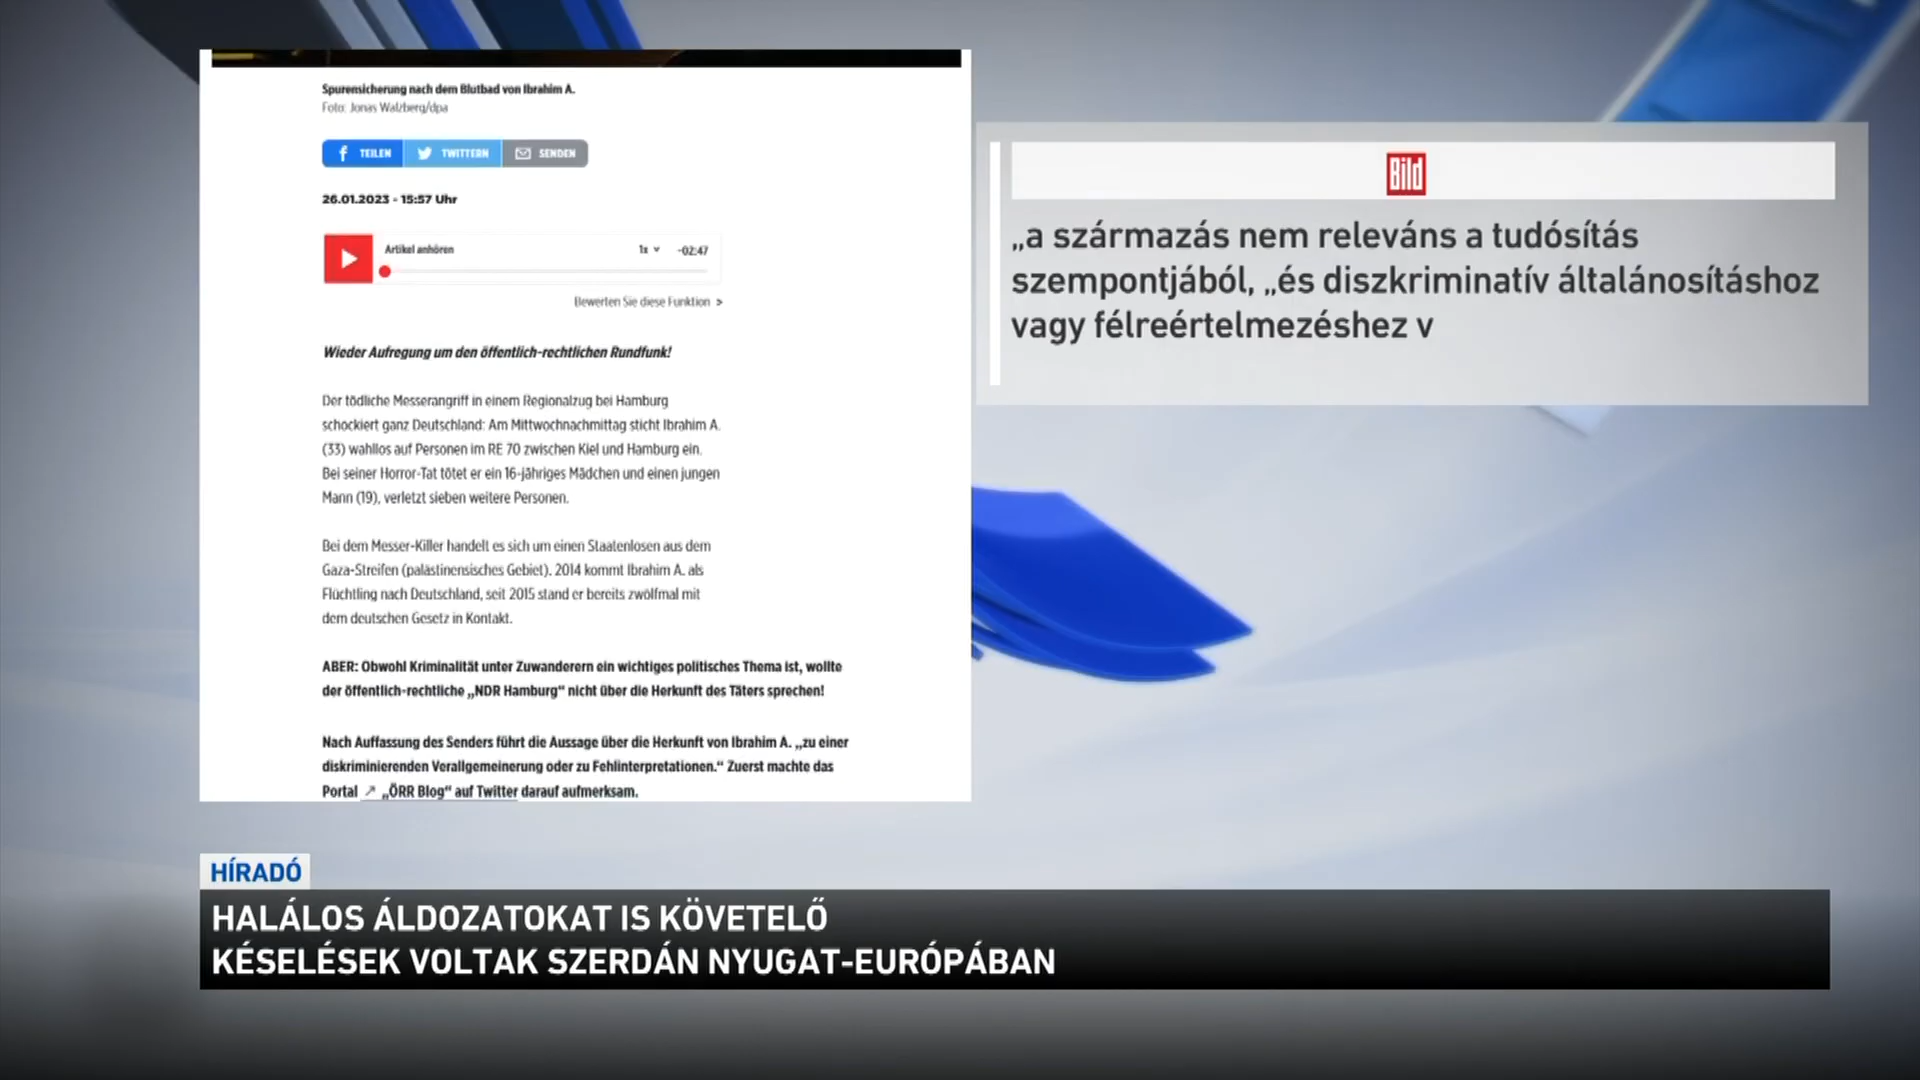 Spurensicherung nach dem Blutbad von Ibrahim A.
Foto: Jonas Walzberg/dpa
TEILEN TWITTERN SENDEN
26.01.2023 - 15:57 Uhr
Artikel anhören 1x -02:47
Bewerten Sie diese Funktion >
Wieder Aufregung um den öffentlich-rechtlichen Rundfunk!
Der tödliche Messerangriff in einem Regionalzug bei Hamburg
schockiert ganz Deutschland: Am Mittwochnachmittag sticht Ibrahim A.
(33) wahllos auf Personen im RE 70 zwischen Kiel und Hamburg ein.
Bei seiner Horror-Tat tötet er ein 16-jähriges Mädchen und einen jungen
Mann (19), verletzt sieben weitere Personen.
Bei dem Messer-Killer handelt es sich um einen Staatenlosen aus dem
Gaza-Streifen (palästinensisches Gebiet). 2014 kommt Ibrahim A. als
Flüchtling nach Deutschland, seit 2015 stand er bereits zwölfmal mit
dem deutschen Gesetz in Kontakt.
ABER: Obwohl Kriminalität unter Zuwanderern ein wichtiges politisches Thema ist, wollte
der öffentlich-rechtliche „NDR Hamburg“ nicht über die Herkunft des Täters sprechen!
Nach Auffassung des Senders führt die Aussage über die Herkunft von Ibrahim A. „zu einer
diskriminierenden Verallgemeinerung oder zu Fehlinterpretationen.“ Zuerst machte das
Portal ↗ „ÖRR Blog“ auf Twitter darauf aufmerksam.
Bild
„a származás nem releváns a tudósítás
szempontjából, „és diszkriminatív általánosításhoz
vagy félreértelmezéshez v
HÍRADÓ
HALÁLOS ÁLDOZATOKAT IS KÖVETELŐ
KÉSELÉSEK VOLTAK SZERDÁN NYUGAT-EURÓPÁBAN